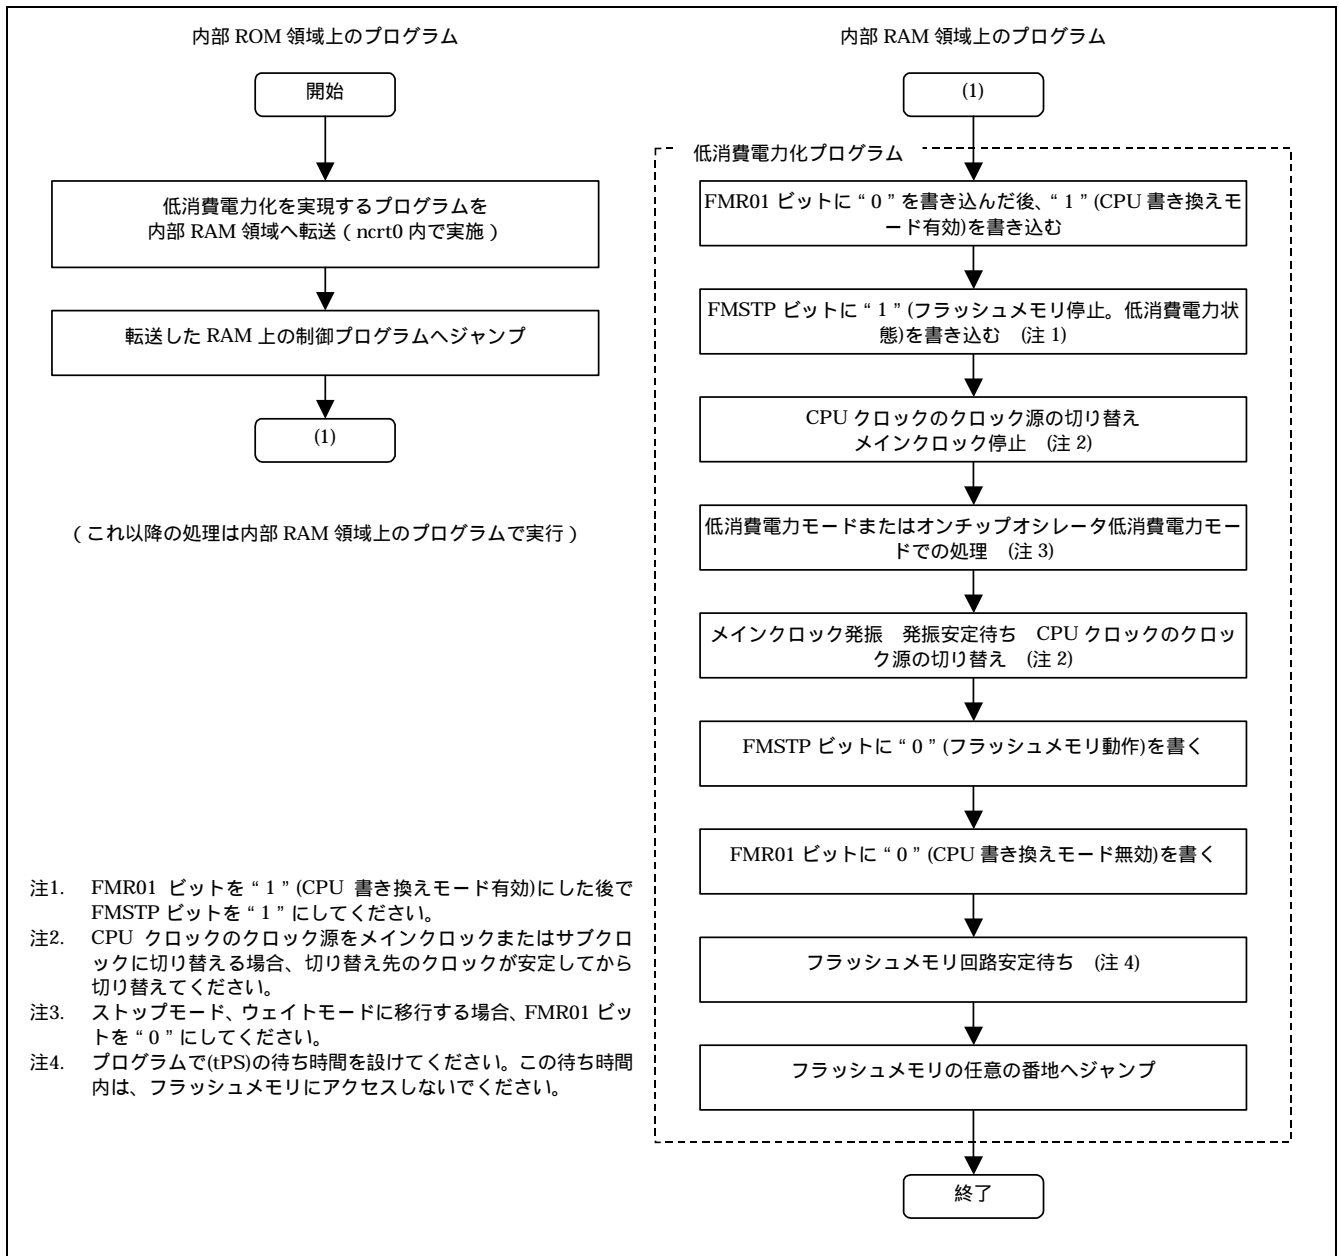 内部 ROM 領域上のプログラム
開始
低消費電力化を実現するプログラムを
内部 RAM 領域へ転送（ncrt0 内で実施）
転送した RAM 上の制御プログラムへジャンプ
(1)
（これ以降の処理は内部 RAM 領域上のプログラムで実行）
注1. FMR01 ビットを“1”(CPU 書き換えモード有効)にした後で
FMSTP ビットを“1”にしてください。
注2. CPU クロックのクロック源をメインクロックまたはサブクロ
ックに切り替える場合、切り替え先のクロックが安定してから
切り替えてください。
注3. ストップモード、ウェイトモードに移行する場合、FMR01 ビッ
トを“0”にしてください。
注4. プログラムで(tPS)の待ち時間を設けてください。この待ち時間
内は、フラッシュメモリにアクセスしないでください。
内部 RAM 領域上のプログラム
(1)
低消費電力化プログラム
FMR01 ビットに“0”を書き込んだ後、“1”(CPU 書き換えモ
ード有効)を書き込む
FMSTP ビットに“1”(フラッシュメモリ停止。低消費電力状
態)を書き込む (注 1)
CPU クロックのクロック源の切り替え
メインクロック停止 (注 2)
低消費電力モードまたはオンチップオシレータ低消費電力モー
ドでの処理 (注 3)
メインクロック発振 発振安定待ち CPU クロックのクロッ
ク源の切り替え (注 2)
FMSTP ビットに“0”(フラッシュメモリ動作)を書く
FMR01 ビットに“0”(CPU 書き換えモード無効)を書く
フラッシュメモリ回路安定待ち (注 4)
フラッシュメモリの任意の番地へジャンプ
終了